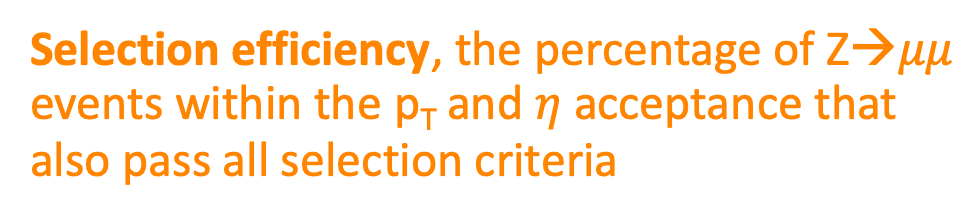 Selection efficiency, the percentage of Z→μμ
events within the pT and η acceptance that
also pass all selection criteria